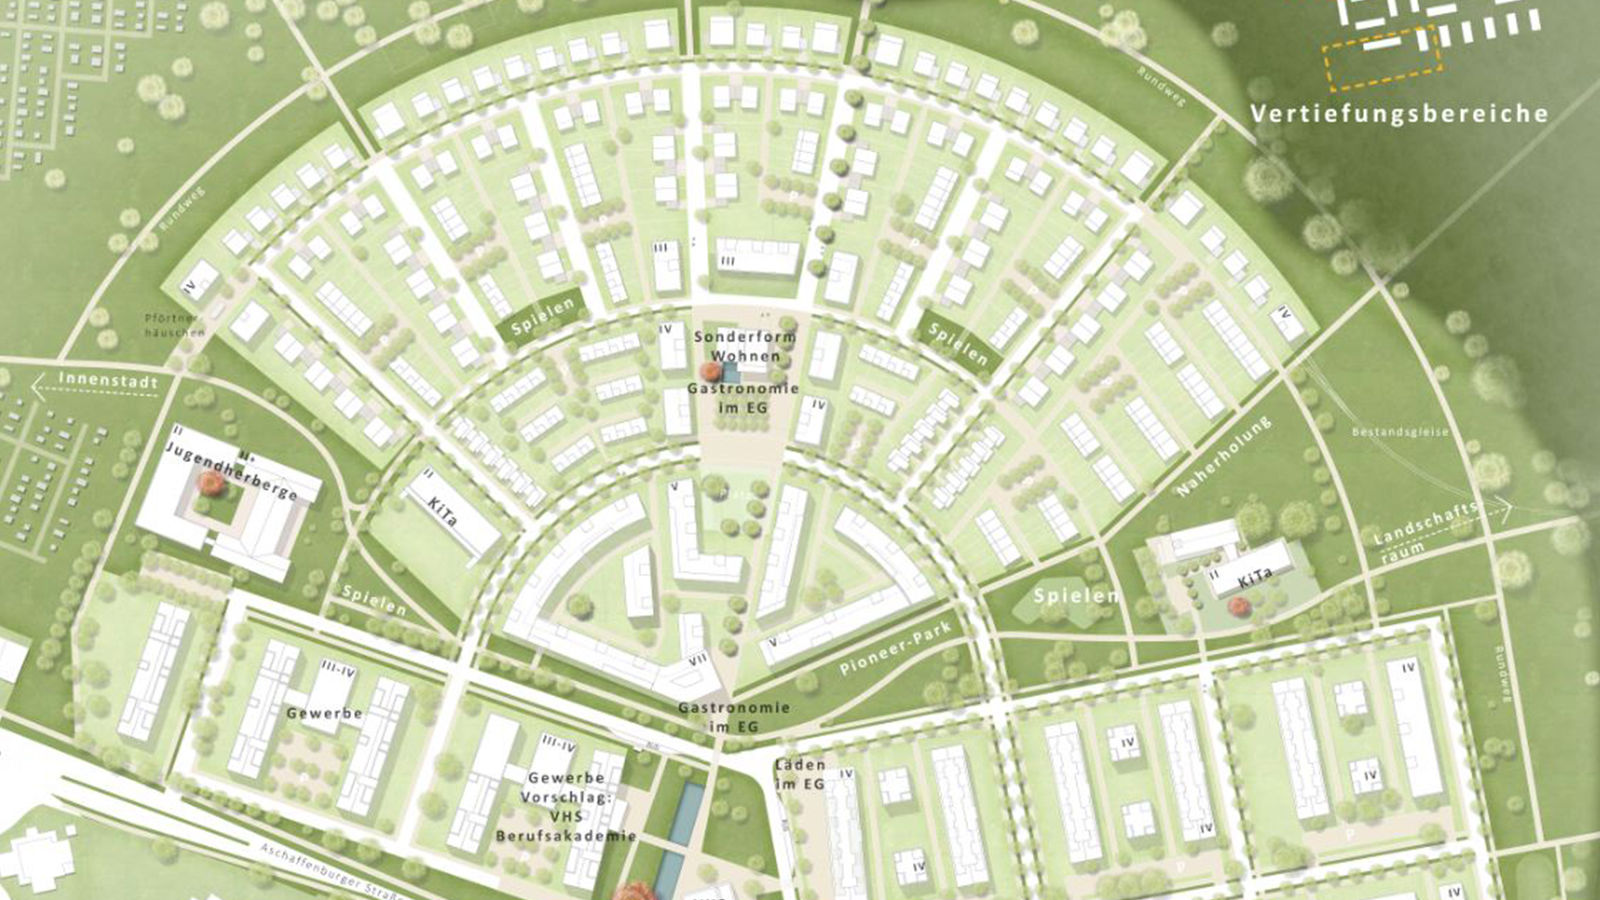 Vertiefungsbereiche
Rundweg
Rundweg
III
III
IV
IV
Pförtner-
häuschen
Spielen
Spielen
IV
Sonderform
Wohnen
Gastronomie
im EG
IV
Innenstadt
Bestandsgleise
Naherholung
II
II+
Jugendherberge
II
KiTa
V
Landschafts
raum
II
KiTa
Spielen
Spielen
Pioneer-Park
V
VII
Rundweg
III-IV
Gewerbe
IV
Gastronomie
im EG
III-IV
Gewerbe
Vorschlag:
VHS
Berufsakademie
Läden
im EG
IV
IV
IV
IV
P
P
IV
IV
Aschaffenburger Straße